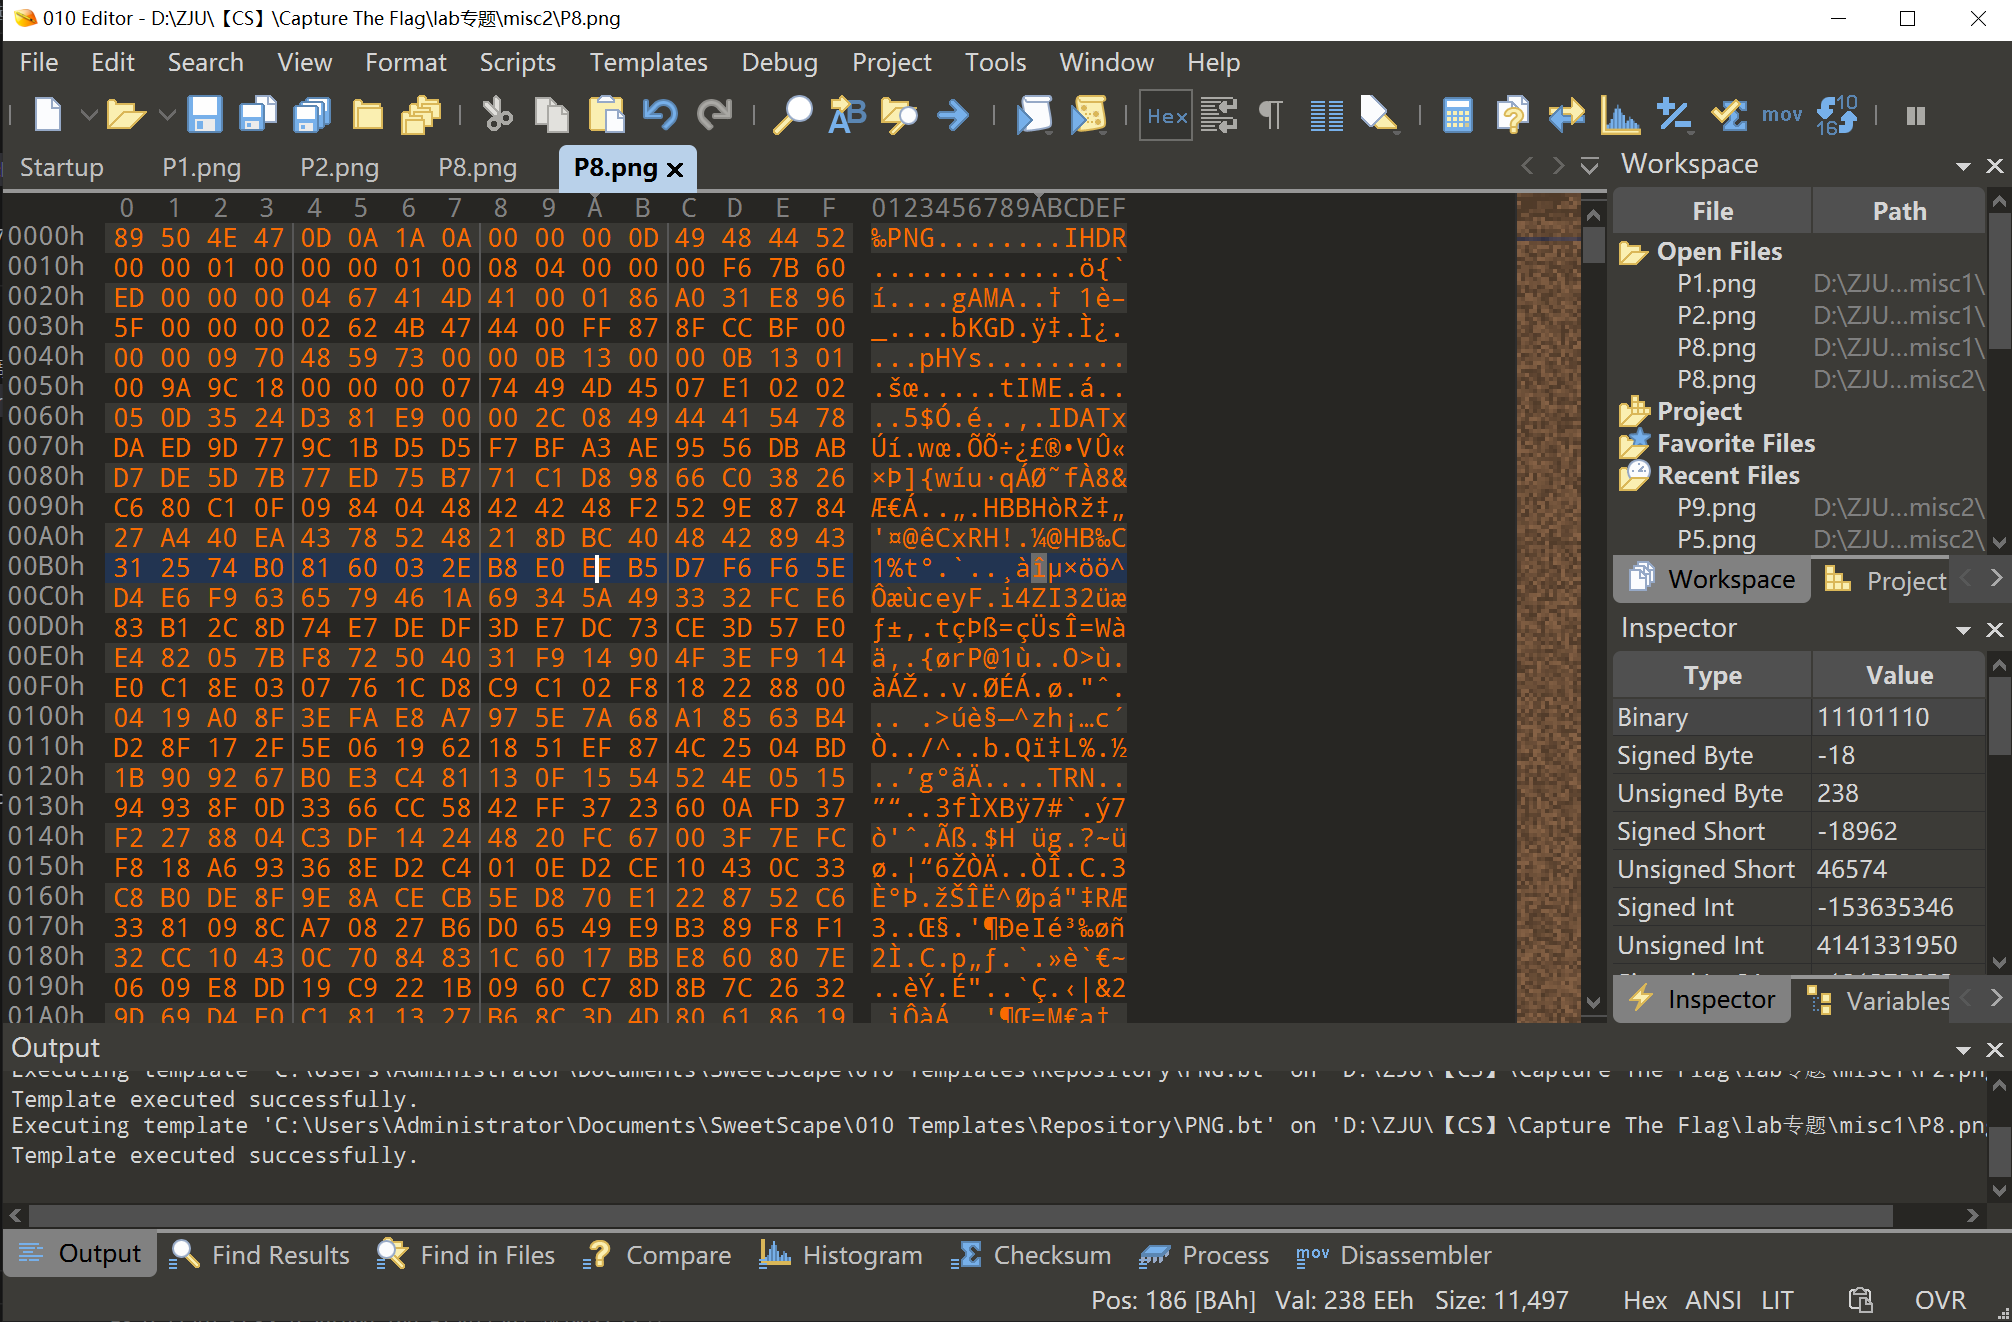 010 Editor - D:\ZJU\【CS】\Capture The Flag\lab专题\misc2\P8.png
File Edit Search View Format Scripts Templates Debug Project Tools Window Help
Hex mov 10 16
Startup P1.png P2.png P8.png P8.png
0 1 2 3 4 5 6 7 8 9 A B C D E F 0123456789ABCDEF
0000h 89 50 4E 47 0D 0A 1A 0A 00 00 00 0D 49 48 44 52 ‰PNG........IHDR
0010h 00 00 01 00 00 00 01 00 08 04 00 00 00 F6 7B 60 .............ö{`
0020h ED 00 00 00 04 67 41 4D 41 00 01 86 A0 31 E8 96 í....gAMA..† 1è–
0030h 5F 00 00 00 02 62 4B 47 44 00 FF 87 8F CC BF 00 _....bKGD.ÿ‡.Ì¿.
0040h 00 00 09 70 48 59 73 00 00 0B 13 00 00 0B 13 01 ...pHYs.........
0050h 00 9A 9C 18 00 00 00 07 74 49 4D 45 07 E1 02 02 .šœ.....tIME.á..
0060h 05 0D 35 24 D3 81 E9 00 00 2C 08 49 44 41 54 78 ..5$Ó.é..,.IDATx
0070h DA ED 9D 77 9C 1B D5 D5 F7 BF A3 AE 95 56 DB AB Úí.wœ.ÕÕ÷¿£®•VÛ«
0080h D7 DE 5D 7B 77 ED 75 B7 71 C1 D8 98 66 C0 38 26 ×Þ]{wíu·qÁØ˜fÀ8&
0090h C6 80 C1 0F 09 84 04 48 42 42 48 F2 52 9E 87 84 Æ€Á..„.HBBHòRž‡„
00A0h 27 A4 40 EA 43 78 52 48 21 8D BC 40 48 42 89 43 '¤@êCxRH!.¼@HB‰C
00B0h 31 25 74 B0 81 60 03 2E B8 E0 EE B5 D7 F6 F6 5E 1%t°.`..¸àîµ×öö^
00C0h D4 E6 F9 63 65 79 46 1A 69 34 5A 49 33 32 FC E6 ÔæùceyF.i4ZI32üæ
00D0h 83 B1 2C 8D 74 E7 DE DF 3D E7 DC 73 CE 3D 57 E0 ƒ±,.tçÞß=çÜsÎ=Wà
00E0h E4 82 05 7B F8 72 50 40 31 F9 14 90 4F 3E F9 14 ä‚.{ørP@1ù..O>ù.
00F0h E0 C1 8E 03 07 76 1C D8 C9 C1 02 F8 18 22 88 00 àÁŽ..v.ØÉÁ.ø."ˆ.
0100h 04 19 A0 8F 3E FA E8 A7 97 5E 7A 68 A1 85 63 B4 .. .>úè§—^zh¡…c´
0110h D2 8F 17 2F 5E 06 19 62 18 51 EF 87 4C 25 04 BD Ò../^..b.Qï‡L%.½
0120h 1B 90 92 67 B0 E3 C4 81 13 0F 15 54 52 4E 05 15 ..’g°ãÄ....TRN..
0130h 94 93 8F 0D 33 66 CC 58 42 FF 37 23 60 0A FD 37 ”“..3fÌXBÿ7#`.ý7
0140h F2 27 88 04 C3 DF 14 24 48 20 FC 67 00 3F 7E FC ò'ˆ.Ãß.$H üg.?~ü
0150h F8 18 A6 93 36 8E D2 C4 01 0E D2 CE 10 43 0C 33 ø.¦“6ŽÒÄ..ÒÎ.C.3
0160h C8 B0 DE 8F 9E 8A CE CB 5E D8 70 E1 22 87 52 C6 È°Þ.žŠÎË^Øpá"‡RÆ
0170h 33 81 09 8C A7 08 27 B6 D0 65 49 E9 B3 89 F8 F1 3..Œ§.'¶ÐeIé³‰øñ
0180h 32 CC 10 43 0C 70 84 83 1C 60 17 BB E8 60 80 7E 2Ì.C.p„ƒ.`.»è`€~
0190h 06 09 E8 DD 19 C9 22 1B 09 60 C7 8D 8B 7C 26 32 ..èÝ.É"..`Ç.‹|&2
01A0h 9D 69 D4 E0 C1 81 13 27 B6 8C 3D 4D 80 61 86 19 .iÔàÁ..'¶Œ=M€a†.
Workspace
File Path
Open Files
P1.png D:\ZJU...misc1\
P2.png D:\ZJU...misc1\
P8.png D:\ZJU...misc1\
P8.png D:\ZJU...misc2\
Project
Favorite Files
Recent Files
P9.png D:\ZJU...misc2\
P5.png D:\ZJU...misc2\
Workspace Project
Inspector
Type Value
Binary 11101110
Signed Byte -18
Unsigned Byte 238
Signed Short -18962
Unsigned Short 46574
Signed Int -153635346
Unsigned Int 4141331950
Inspector Variables
Output
Executing template 'C:\Users\Administrator\Documents\SweetScape\010 Templates\Repository\PNG.bt' on 'D:\ZJU\【CS】\Capture The Flag\lab专题\misc1\P2.pn
Template executed successfully.
Executing template 'C:\Users\Administrator\Documents\SweetScape\010 Templates\Repository\PNG.bt' on 'D:\ZJU\【CS】\Capture The Flag\lab专题\misc1\P8.pn
Template executed successfully.
Output Find Results Find in Files Compare Histogram Checksum Process Disassembler
Pos: 186 [BAh] Val: 238 EEh Size: 11,497 Hex ANSI LIT OVR